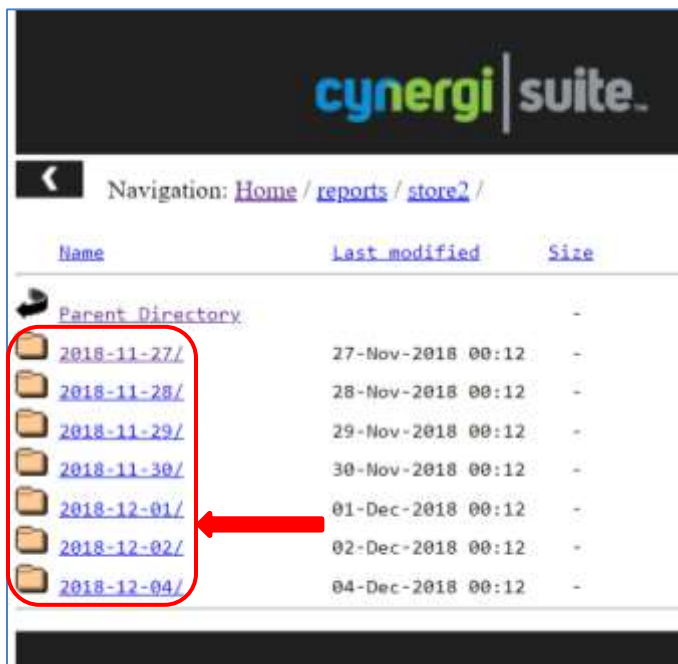 cynergi|suite™
Navigation: Home / reports / store2 /
Name Last modified Size
Parent Directory -
2018-11-27/ 27-Nov-2018 00:12 -
2018-11-28/ 28-Nov-2018 00:12 -
2018-11-29/ 29-Nov-2018 00:12 -
2018-11-30/ 30-Nov-2018 00:12 -
2018-12-01/ 01-Dec-2018 00:12 -
2018-12-02/ 02-Dec-2018 00:12 -
2018-12-04/ 04-Dec-2018 00:12 -